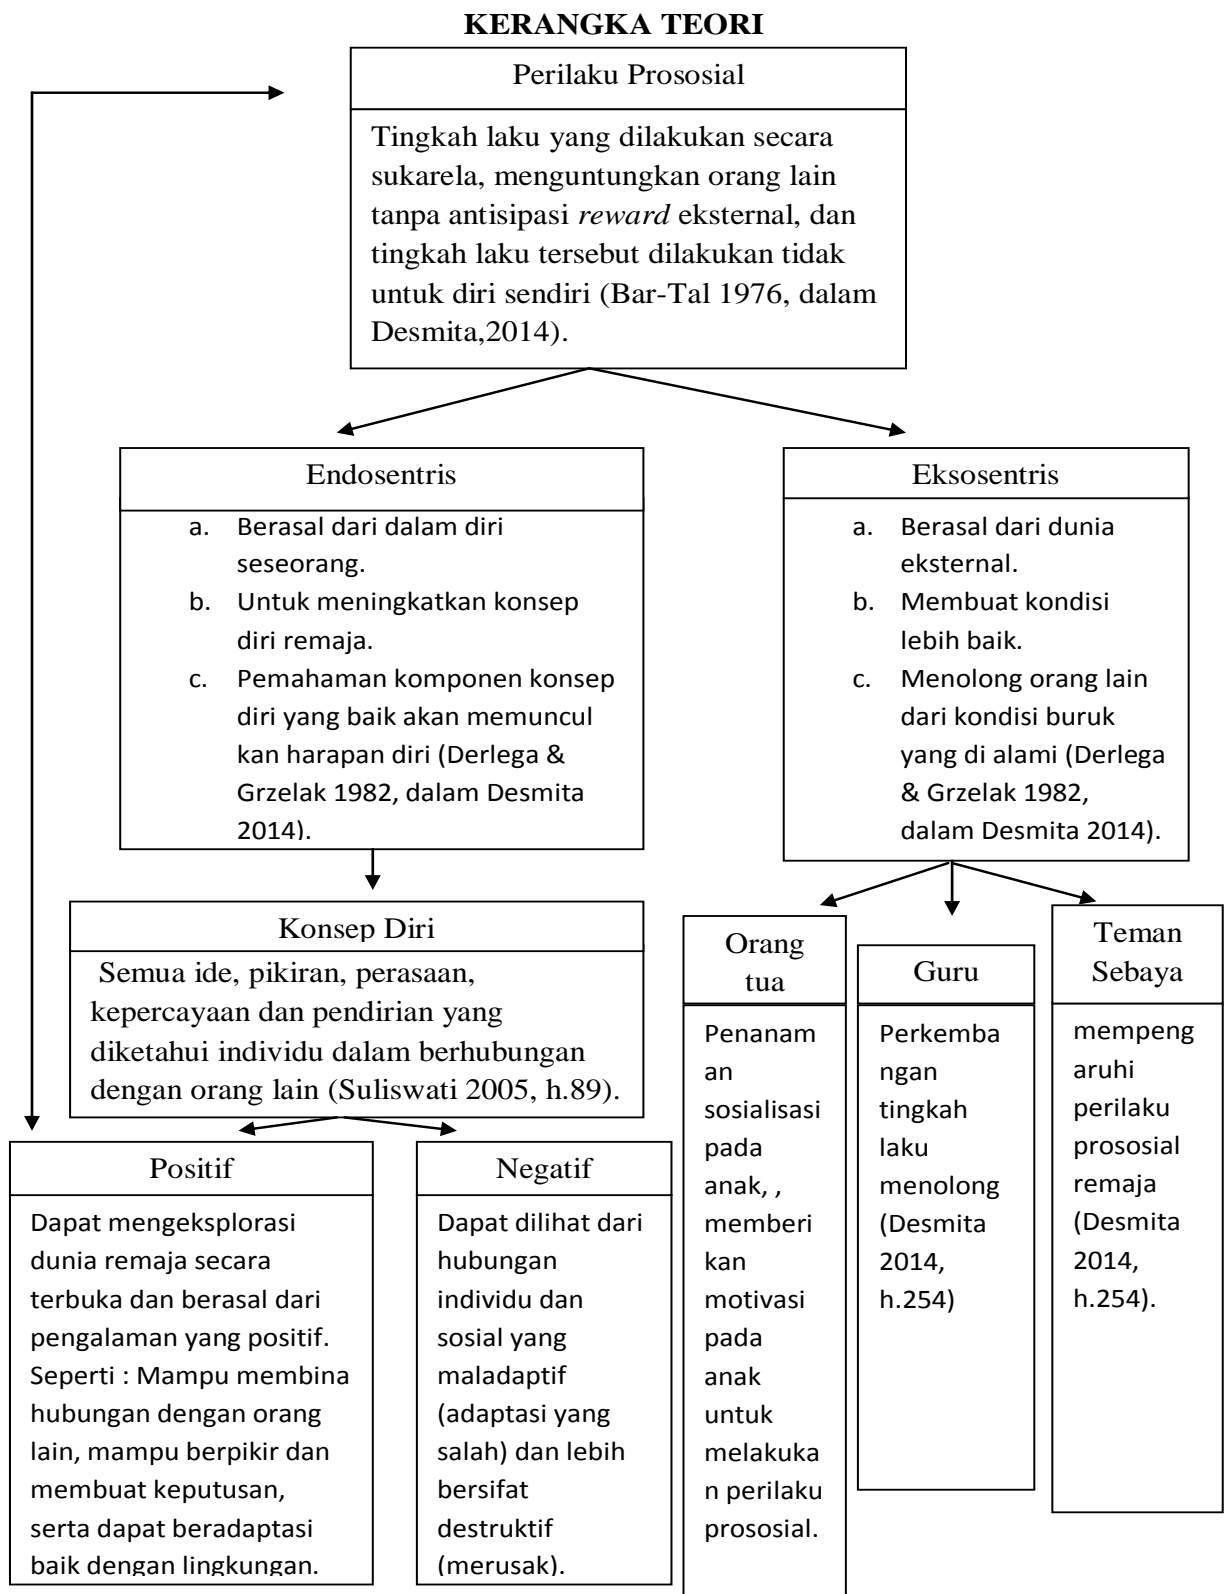 KERANGKA TEORI
Perilaku Prososial
Tingkah laku yang dilakukan secara
sukarela, menguntungkan orang lain
tanpa antisipasi reward eksternal, dan
tingkah laku tersebut dilakukan tidak
untuk diri sendiri (Bar-Tal 1976, dalam
Desmita,2014).
Endosentris
a. Berasal dari dalam diri
seseorang.
b. Untuk meningkatkan konsep
diri remaja.
c. Pemahaman komponen konsep
diri yang baik akan memuncul
kan harapan diri (Derlega &
Grzelak 1982, dalam Desmita
2014).
Eksosentris
a. Berasal dari dunia
eksternal.
b. Membuat kondisi
lebih baik.
c. Menolong orang lain
dari kondisi buruk
yang di alami (Derlega
& Grzelak 1982,
dalam Desmita 2014).
Konsep Diri
Semua ide, pikiran, perasaan,
kepercayaan dan pendirian yang
diketahui individu dalam berhubungan
dengan orang lain (Suliswati 2005, h.89).
Positif
Dapat mengeksplorasi
dunia remaja secara
terbuka dan berasal dari
pengalaman yang positif.
Seperti : Mampu membina
hubungan dengan orang
lain, mampu berpikir dan
membuat keputusan,
serta dapat beradaptasi
baik dengan lingkungan.
Negatif
Dapat dilihat dari
hubungan
individu dan
sosial yang
maladaptif
(adaptasi yang
salah) dan lebih
bersifat
destruktif
(merusak).
Orang
tua
Penanam
an
sosialisasi
pada
anak, ,
memberi
kan
motivasi
pada
anak
untuk
melakuka
n perilaku
prososial.
Guru
Perkemba
ngan
tingkah
laku
menolong
(Desmita
2014,
h.254)
Teman
Sebaya
mempeng
aruhi
perilaku
prososial
remaja
(Desmita
2014,
h.254).